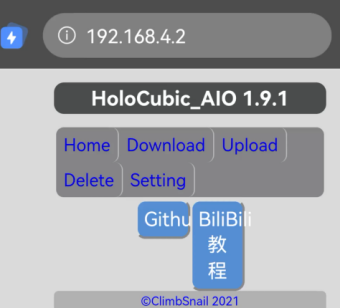 192.168.4.2
HoloCubic_AIO 1.9.1
Home Download Upload
Delete Setting
Githu BiliBili
教
程
©ClimbSnail 2021